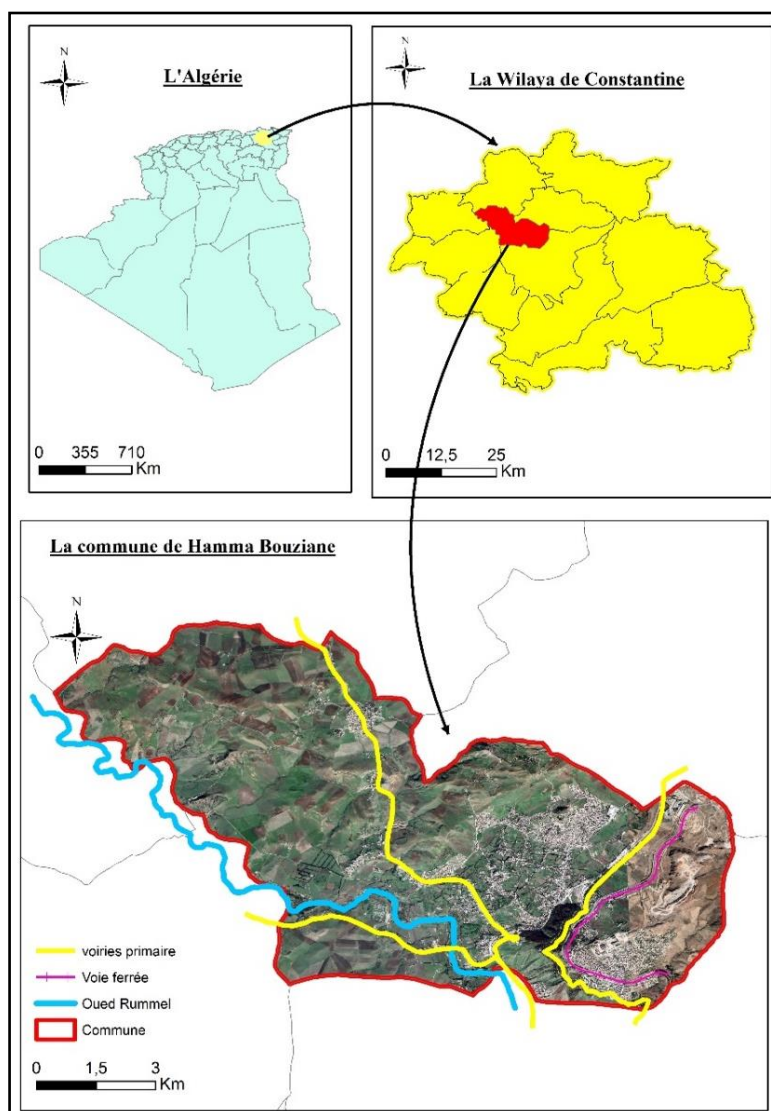 N
L'Algérie
0 355 710
Km
N
La Wilaya de Constantine
0 12,5 25
Km
La commune de Hamma Bouziane
N
voiries primaire
Voie ferrée
Oued Rummel
Commune
0 1,5 3
Km